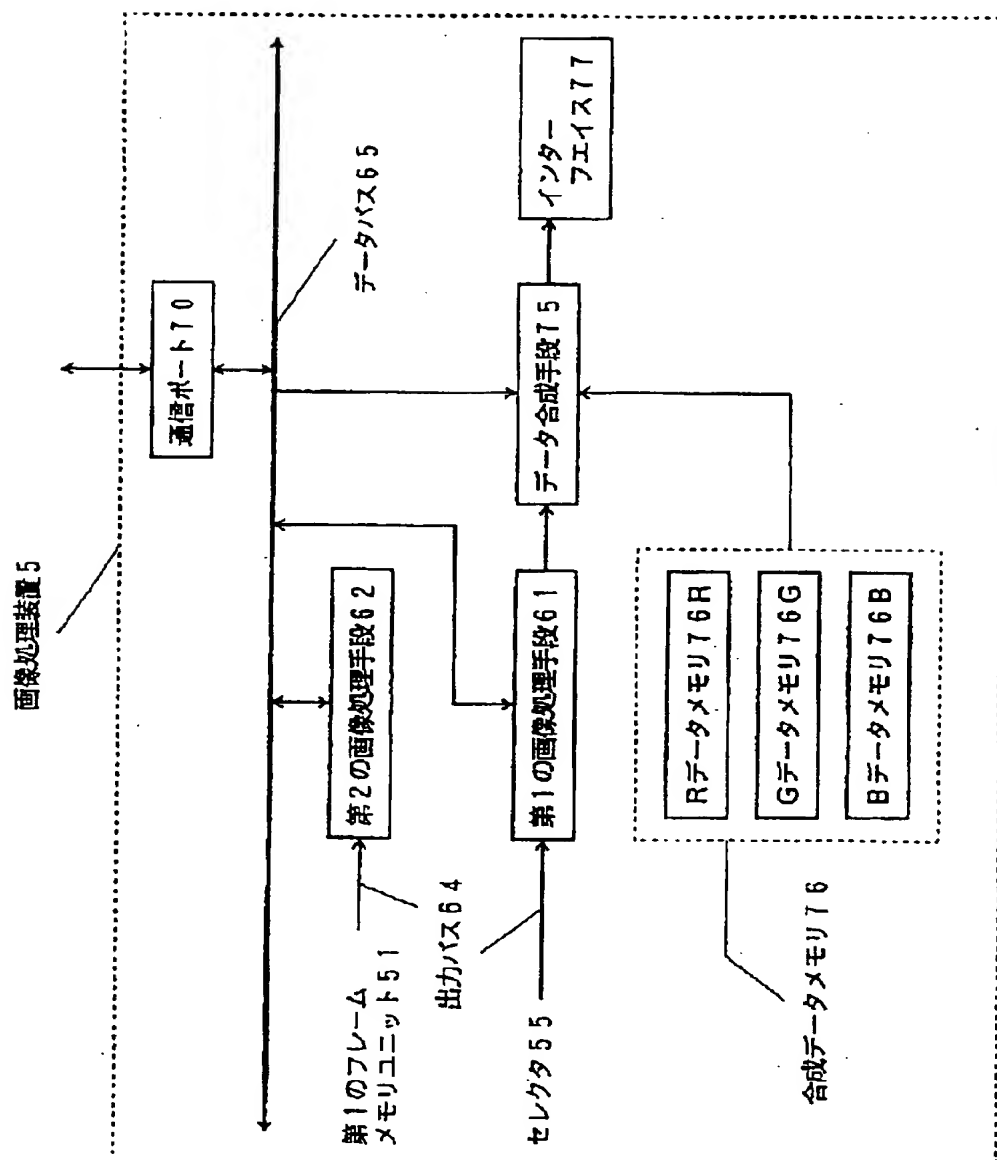 画像処理装置5
通信ポート70
データバス65
第2の画像処理手段62
第1のフレーム
メモリユニット51
出力バス64
セレクタ55
第1の画像処理手段61
データ合成手段75
インター
フエイス77
Rデータメモリ76R
Gデータメモリ76G
Bデータメモリ76B
合成データメモリ76